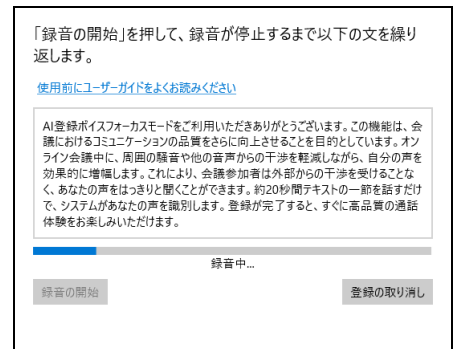 「録音の開始」を押して、録音が停止するまで以下の文を繰り
返します。
使用前にユーザーガイドをよくお読みください
AI登録ボイスフォーカスモードをご利用いただきありがとうございます。この機能は、会
議におけるコミュニケーションの品質をさらに向上させることを目的としています。オン
ライン会議中に、周囲の騒音や他の音声からの干渉を軽減しながら、自分の声を
効果的に増幅します。これにより、会議参加者は外部からの干渉を受けることな
く、あなたの声をはっきりと聞くことができます。約20秒間テキストの一節を話すだけ
で、システムがあなたの声を識別します。登録が完了すると、すぐに高品質の通話
体験をお楽しみいただけます。
録音中...
録音の開始
登録の取り消し